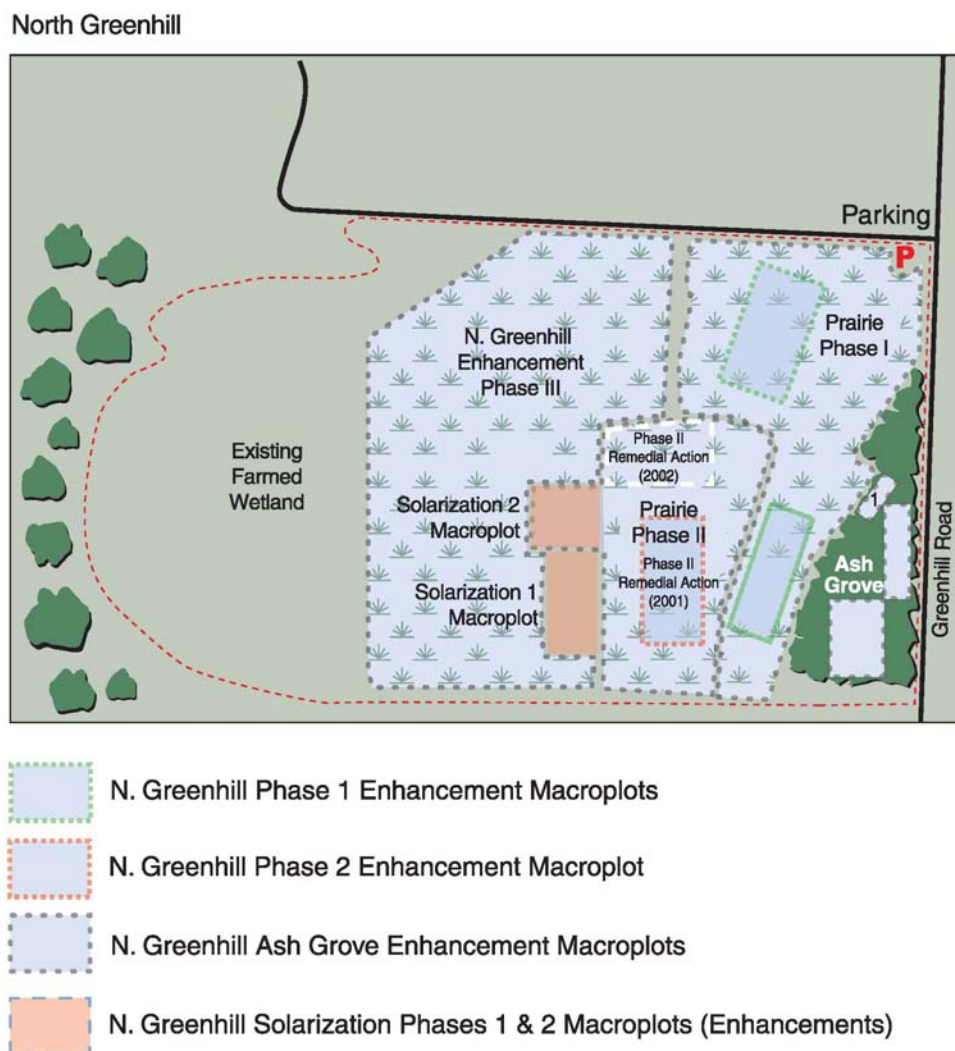 North Greenhill
Parking
P
N. Greenhill
Enhancement
Phase III
Prairie
Phase I
Phase II
Remedial Action
(2002)
Existing
Farmed
Wetland
Solarization 2
Macroplot
Prairie
Phase II
1
Phase II
Remedial Action
(2001)
Ash
Grove
Solarization 1
Macroplot
Greenhill Road
N. Greenhill Phase 1 Enhancement Macroplots
N. Greenhill Phase 2 Enhancement Macroplot
N. Greenhill Ash Grove Enhancement Macroplots
N. Greenhill Solarization Phases 1 & 2 Macroplots (Enhancements)